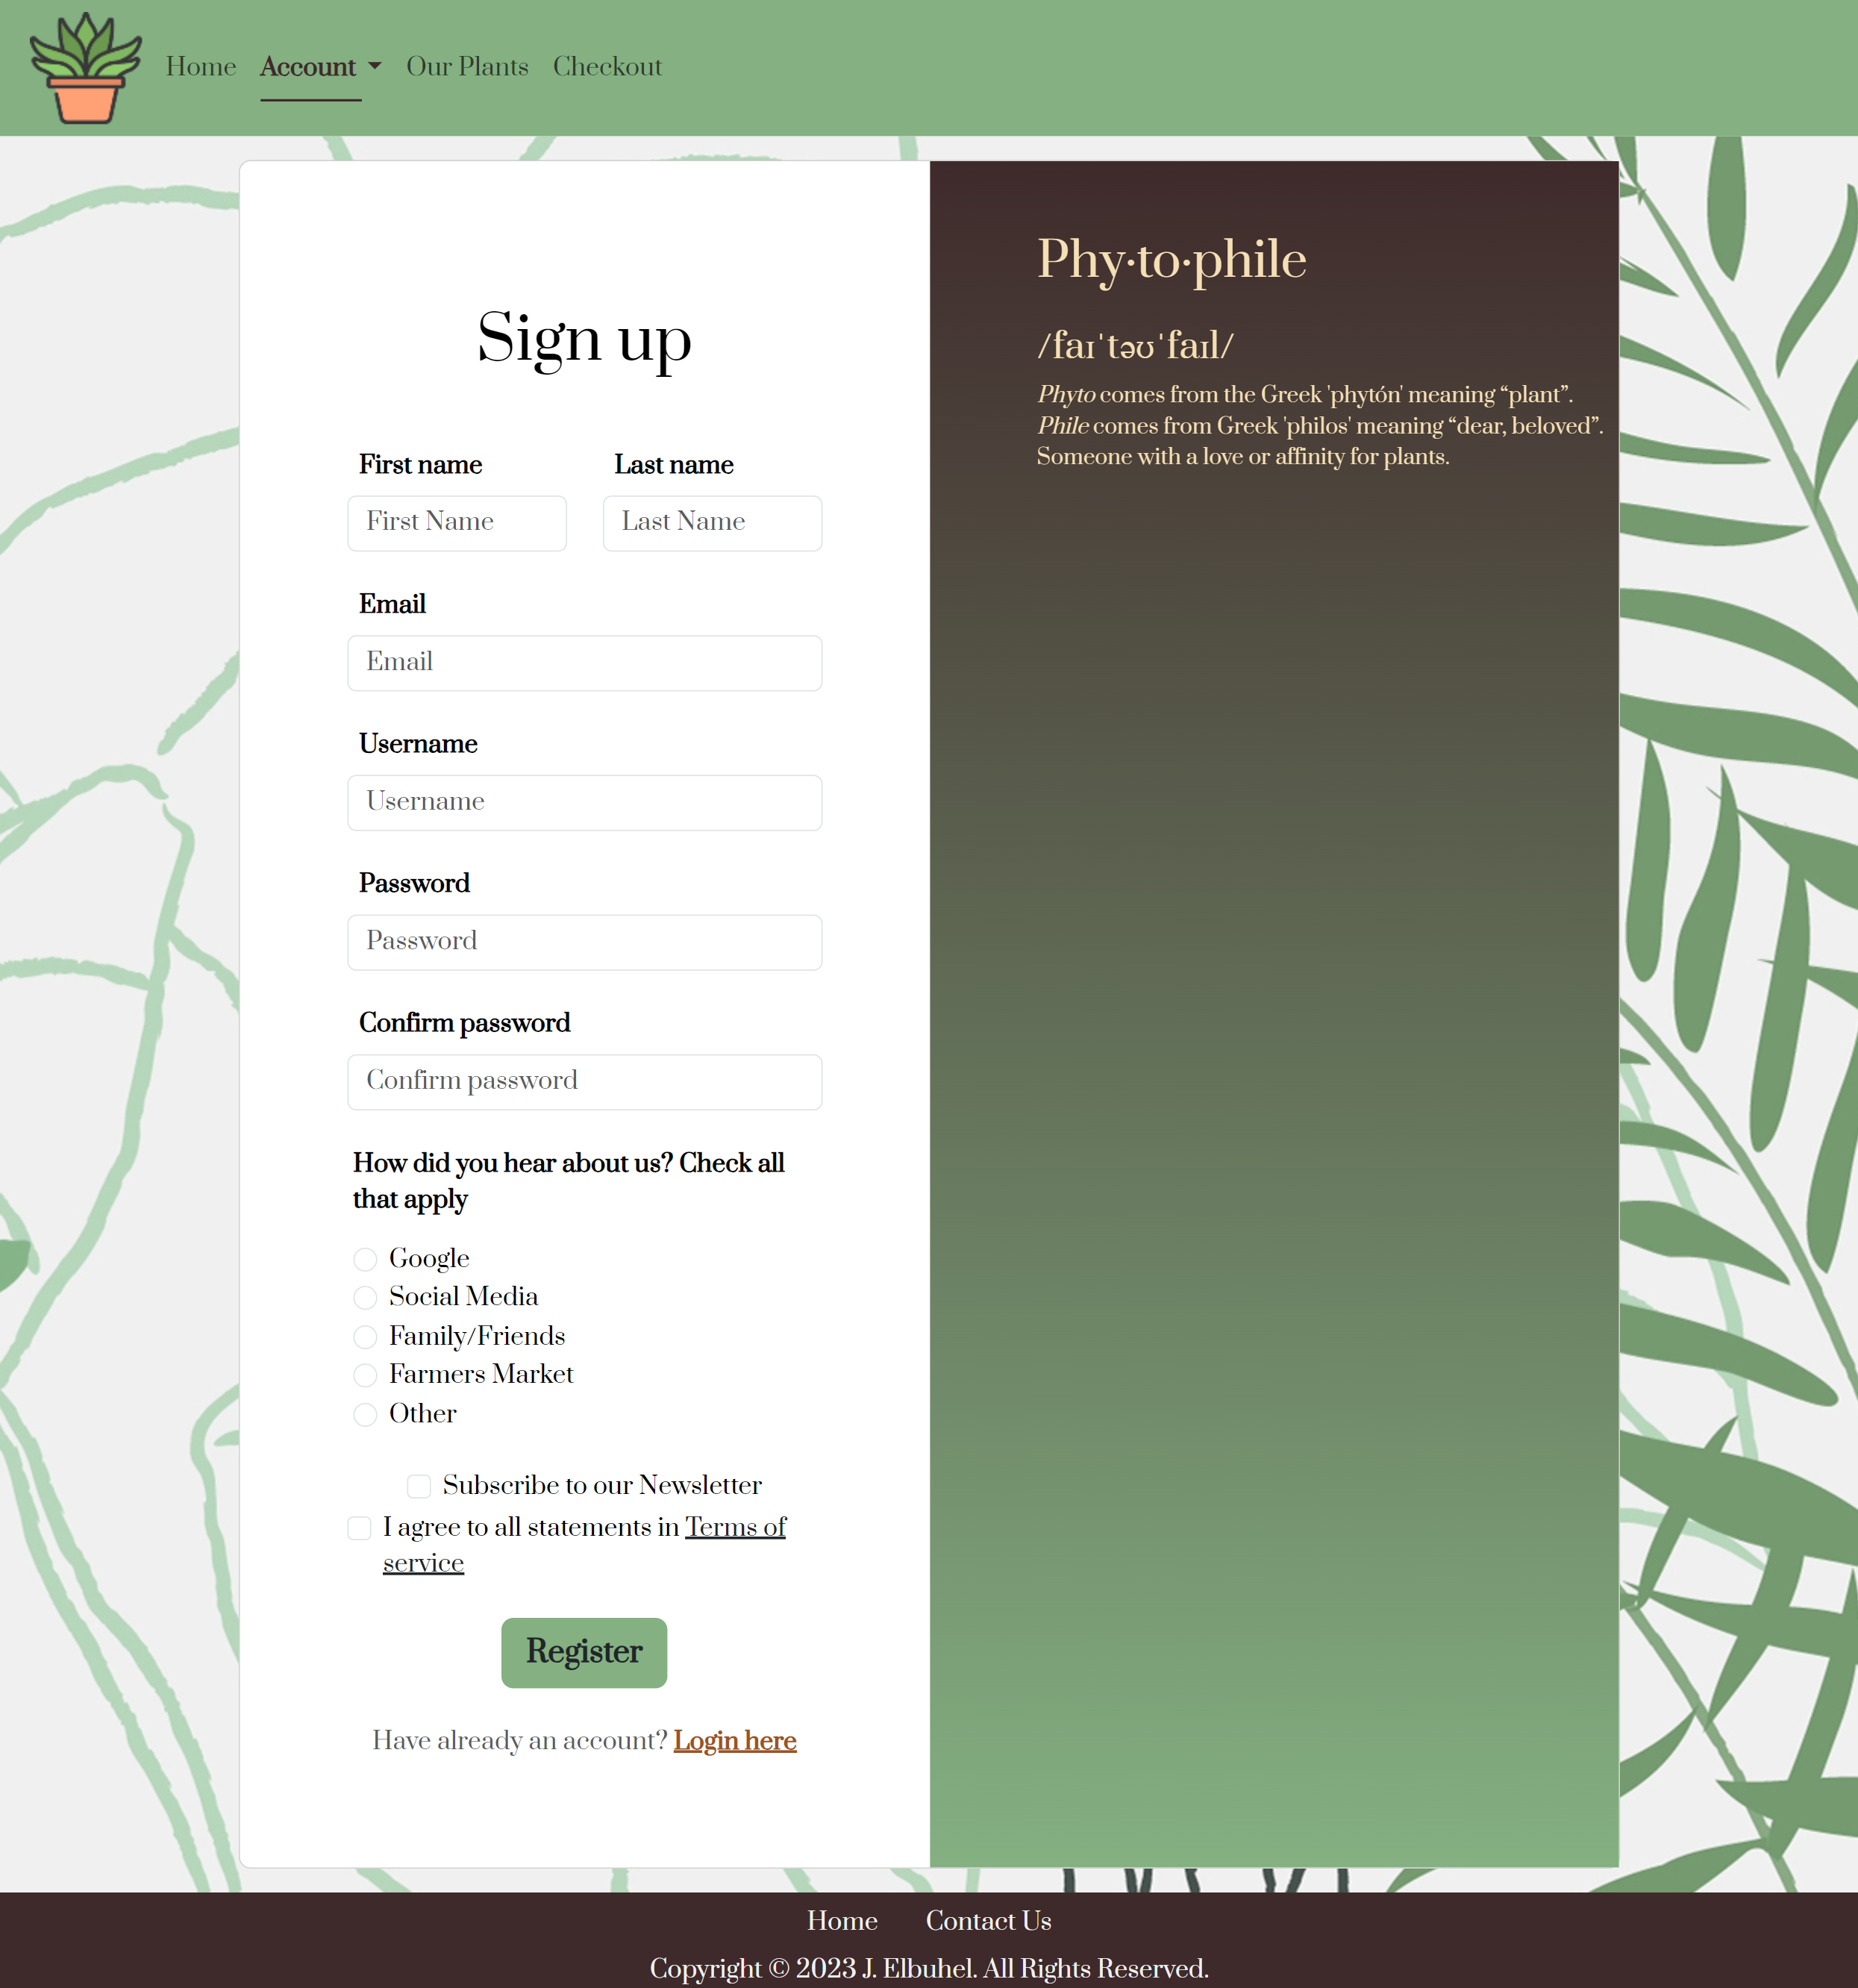 Home Account Our Plants Checkout
Sign up
First name Last name
First Name Last Name
Email
Email
Username
Username
Password
Password
Confirm password
Confirm password
How did you hear about us? Check all
that apply
Google
Social Media
Family/Friends
Farmers Market
Other
Subscribe to our Newsletter
I agree to all statements in Terms of
service
Register
Have already an account? Login here
Phy·to·phile
/faɪˈtəʊˈfaɪl/
Phyto comes from the Greek 'phytón' meaning “plant”.
Phile comes from Greek 'philos' meaning “dear, beloved”.
Someone with a love or affinity for plants.
Home Contact Us
Copyright © 2023 J. Elbuhel. All Rights Reserved.